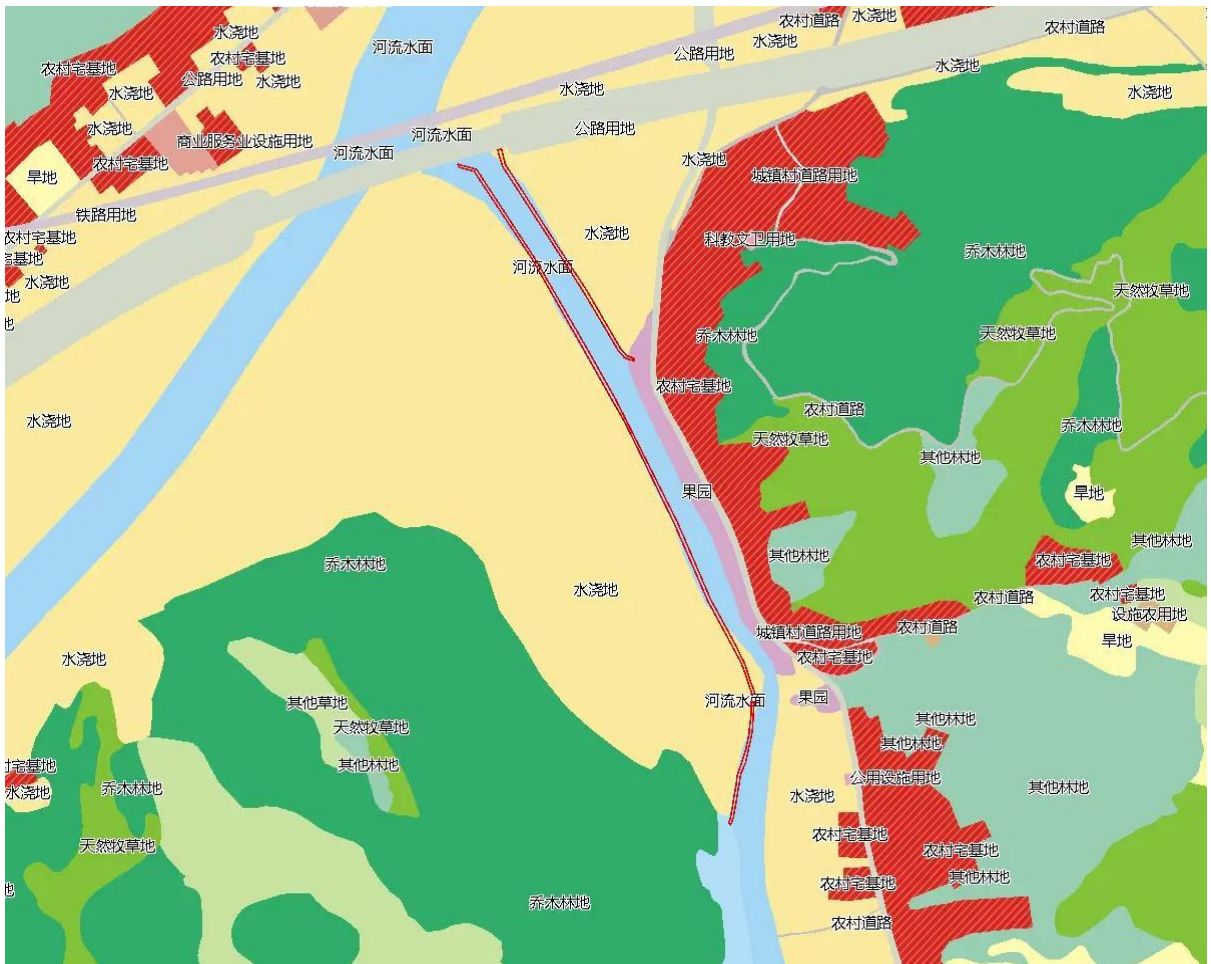 农村道路
水浇地
农村道路
水浇地
河流水面
水浇地
公路用地
农村宅基地
农村宅基地
水浇地
公路用地
水浇地
水浇地
水浇地
水浇地
水浇地
水浇地
河流水面
公路用地
商业服务业设施用地
河流水面
农村宅基地
水浇地
旱地
城镇村道路用地
铁路用地
农村宅基地
水浇地
科教文卫用地
乔木林地
宅基地
河流水面
水浇地
地
天然牧草地
地
乔木林地
天然牧草地
农村宅基地
农村道路
水浇地
乔木林地
天然牧草地
其他林地
果园
旱地
其他林地
其他林地
乔木林地
农村宅基地
水浇地
农村道路
农村宅基地
设施农用地
城镇村道路用地
农村道路
旱地
水浇地
农村宅基地
其他草地
河流水面
果园
天然牧草地
其他林地
其他林地
村宅基地
其他林地
公用设施用地
水浇地
乔木林地
水浇地
其他林地
农村宅基地
天然牧草地
农村宅基地
其他林地
农村宅基地
地
乔木林地
农村道路